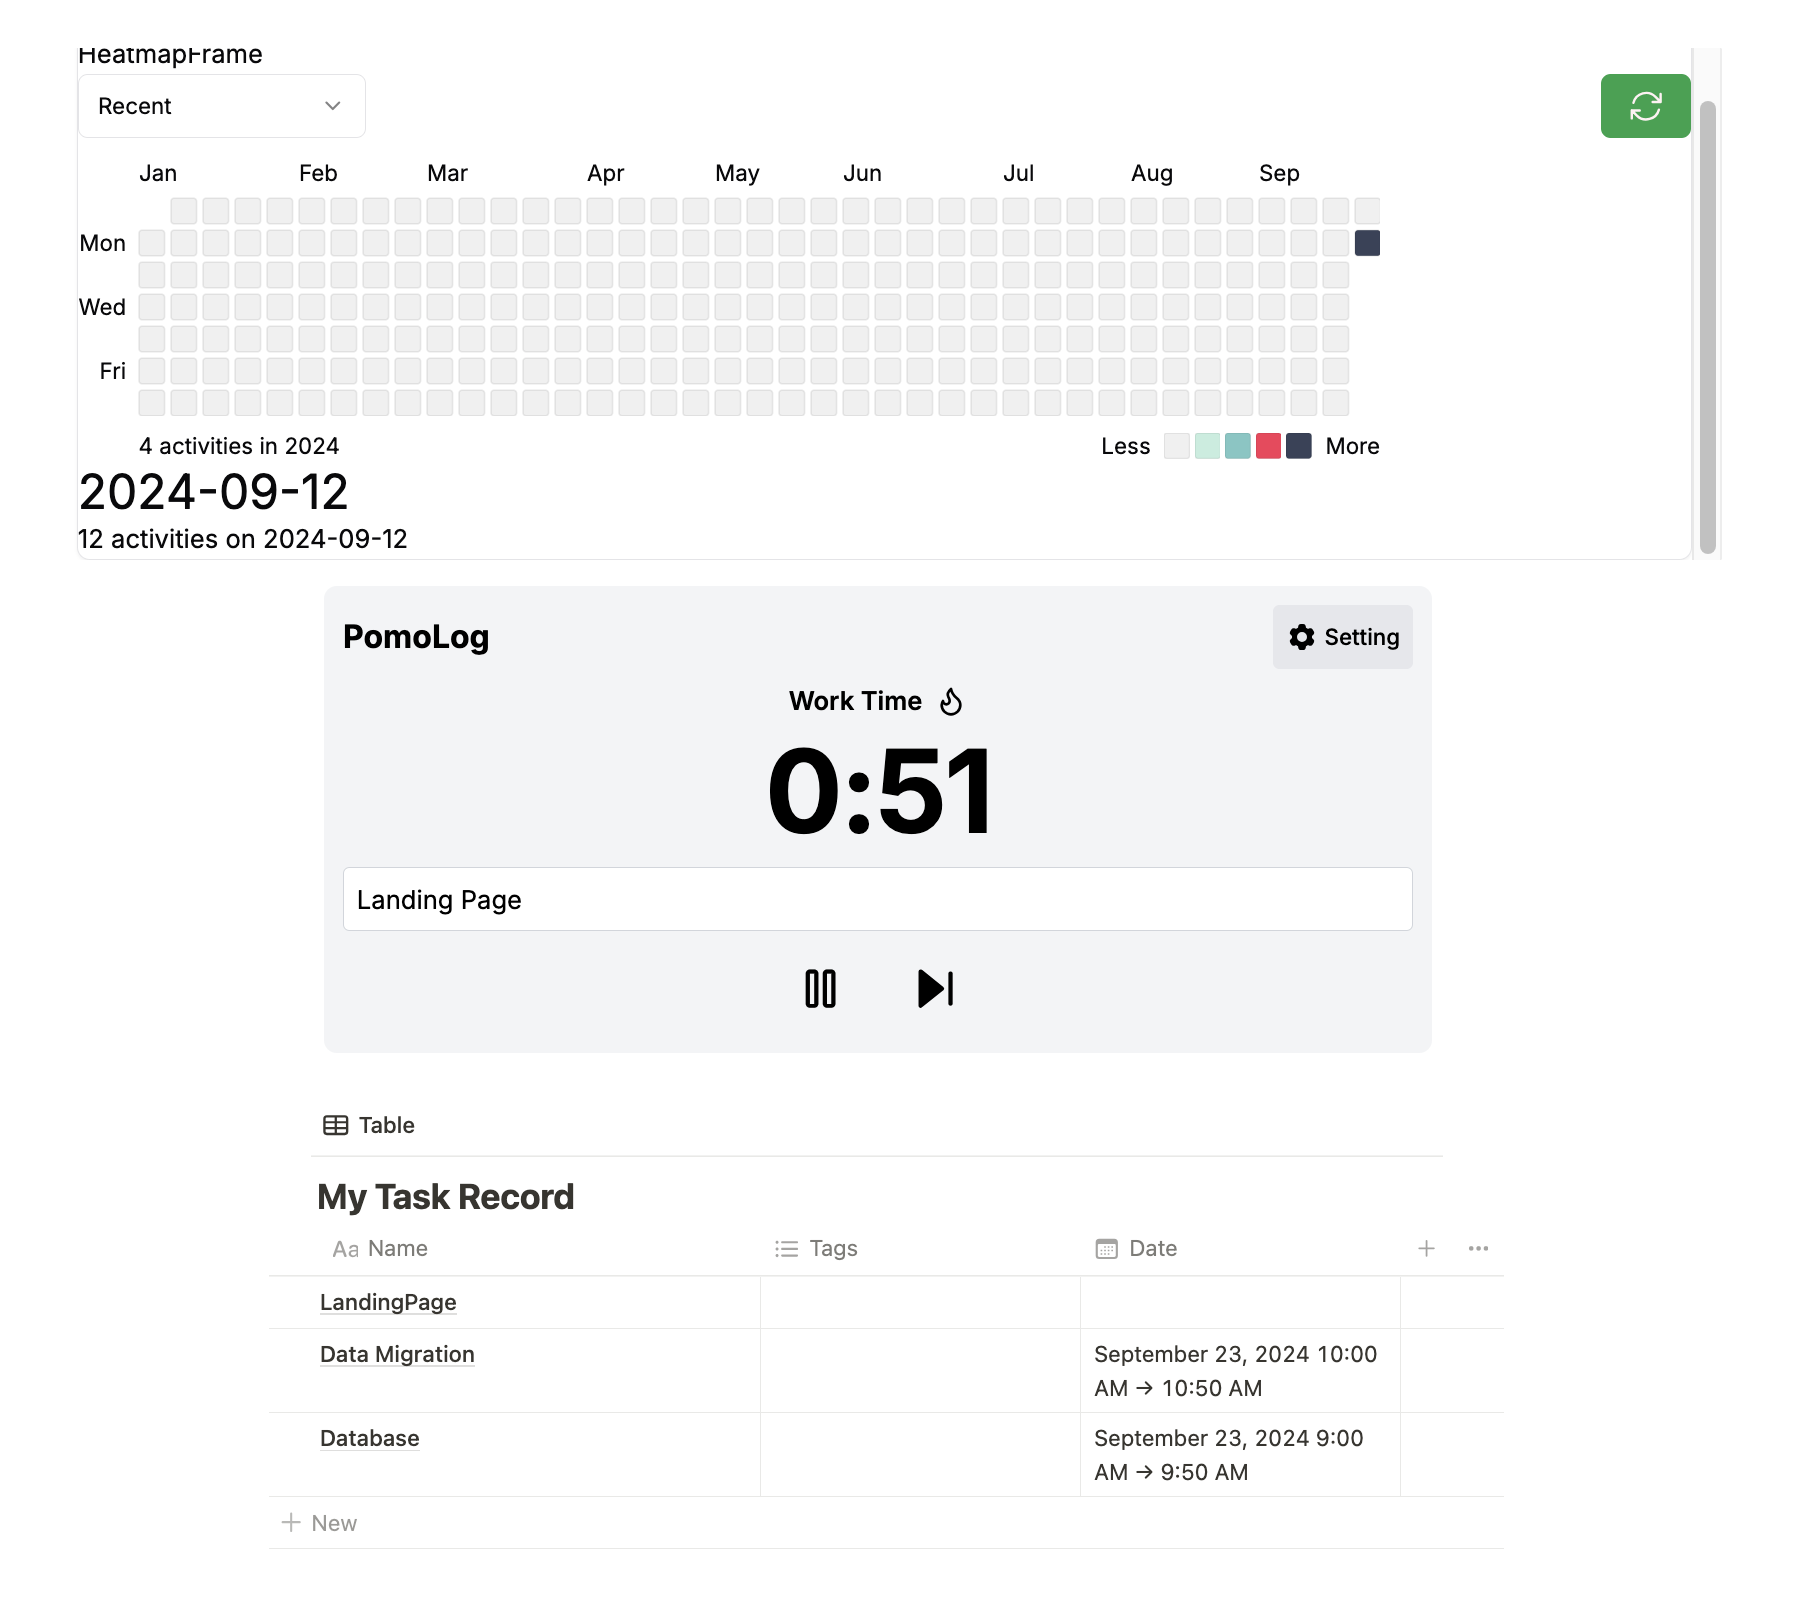 HeatmapFrame
Recent
Jan Feb Mar Apr May Jun Jul Aug Sep
Mon
Wed
Fri
4 activities in 2024 Less More
2024-09-12
12 activities on 2024-09-12
PomoLog Setting
Work Time
0:51
Landing Page
Table
My Task Record
Aa Name Tags Date
LandingPage
Data Migration September 23, 2024 10:00
AM → 10:50 AM
Database September 23, 2024 9:00
AM → 9:50 AM
New